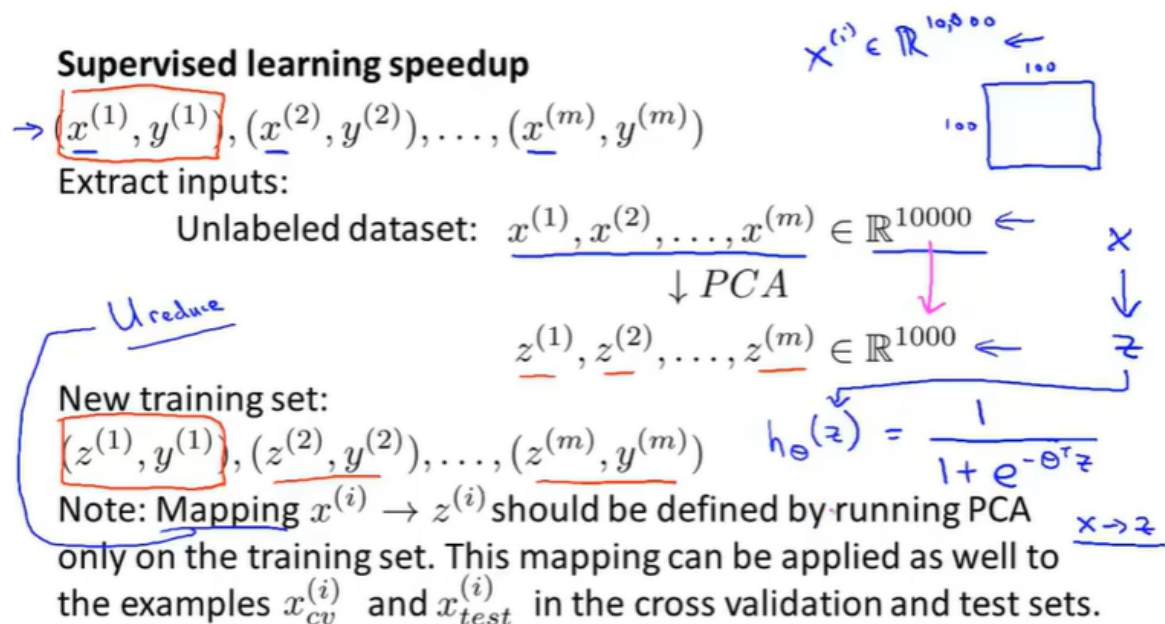 Supervised learning speedup
x⁽ⁱ⁾ ∈ ℝ^10,000 ←
100
100
→ (x⁽¹⁾, y⁽¹⁾), (x⁽²⁾, y⁽²⁾), . . . , (x⁽ᵐ⁾, y⁽ᵐ⁾)
Extract inputs:
Unlabeled dataset: x⁽¹⁾, x⁽²⁾, . . . , x⁽ᵐ⁾ ∈ ℝ^10000 ←
x
↓ PCA
↓
U reduce
z⁽¹⁾, z⁽²⁾, . . . , z⁽ᵐ⁾ ∈ ℝ^1000 ←
z
New training set:
(z⁽¹⁾, y⁽¹⁾), (z⁽²⁾, y⁽²⁾), . . . , (z⁽ᵐ⁾, y⁽ᵐ⁾)
h_θ(z) = 1 / (1 + e^(-θᵀz))
Note: Mapping x⁽ⁱ⁾ → z⁽ⁱ⁾ should be defined by running PCA
x → z
only on the training set. This mapping can be applied as well to
the examples x_cv⁽ⁱ⁾ and x_test⁽ⁱ⁾ in the cross validation and test sets.